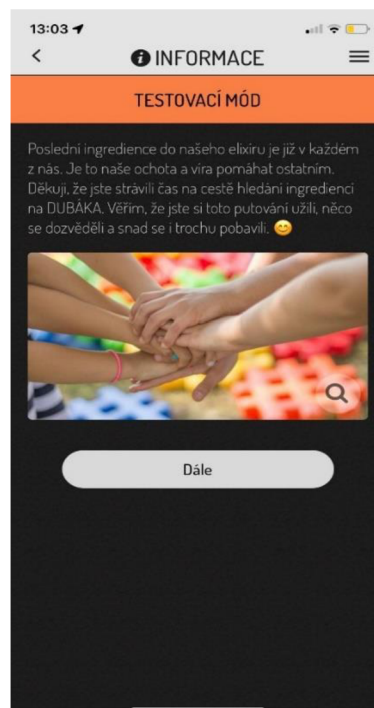 13:03
INFORMACE
TESTOVACÍ MÓD
Poslední ingredience do našeho elixíru je již v každém
z nás. Je to naše ochota a víra pomáhat ostatním.
Děkuji, že jste strávili čas na cestě hledání ingrediencí
na DUBÁKA. Věřím, že jste si toto putování užili, něco
se dozvěděli a snad se i trochu pobavili. 😊
Dále